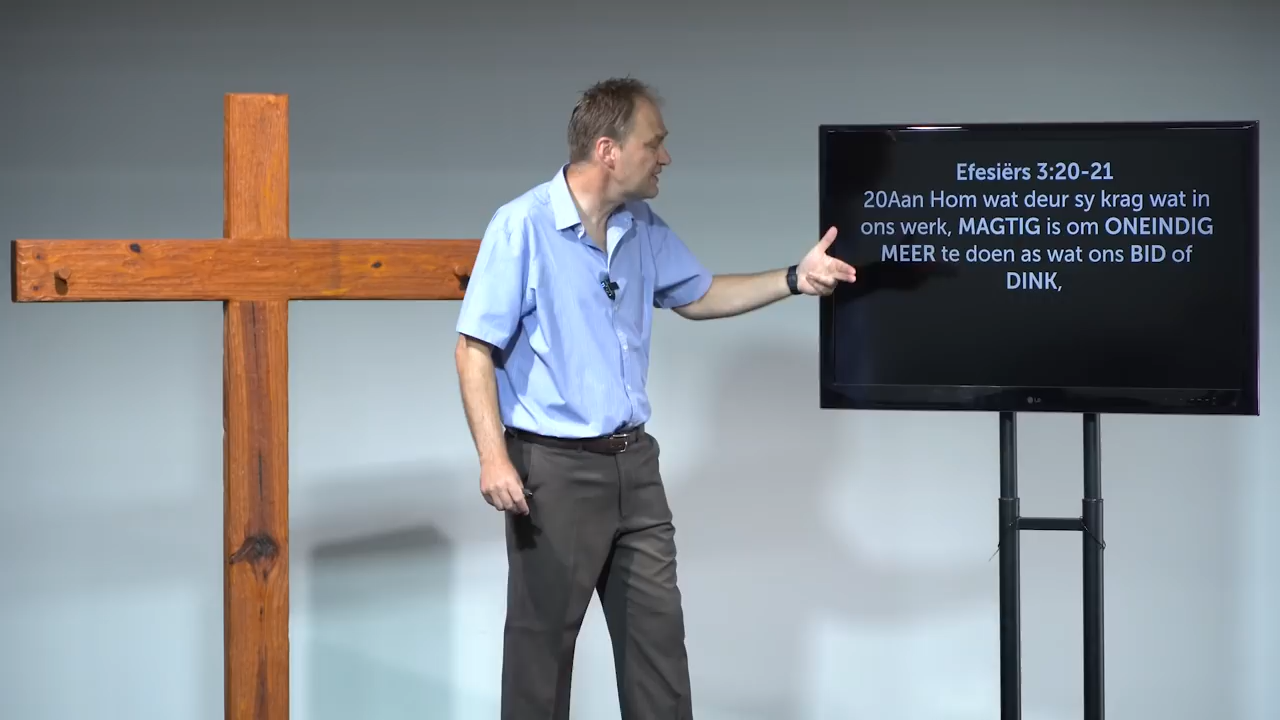 Efesiërs 3:20-21
20Aan Hom wat deur sy krag wat in
ons werk, MAGTIG is om ONEINDIG
MEER te doen as wat ons BID of
DINK,
LG